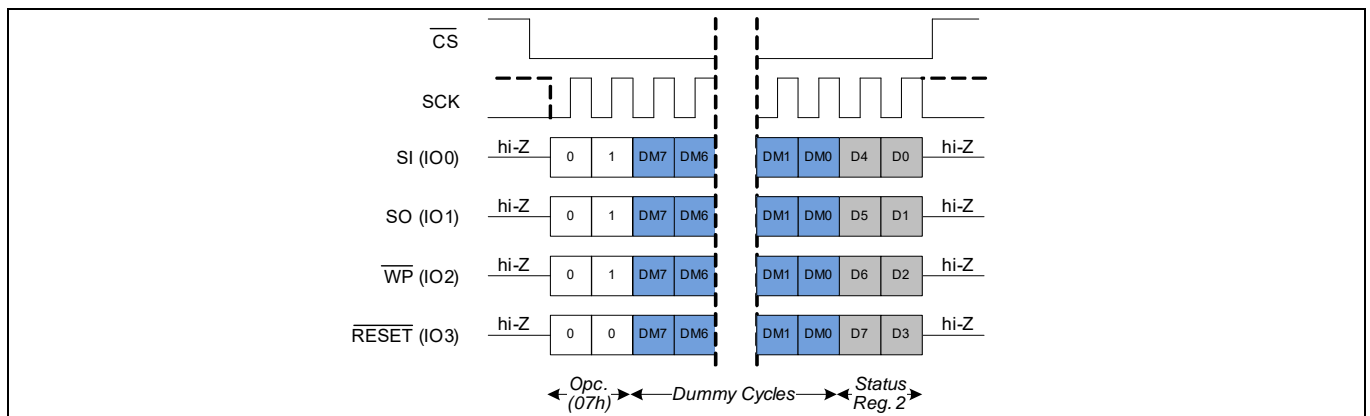 CS
SCK
SI (IO0) hi-Z 0 1 DM7 DM6 DM1 DM0 D4 D0 hi-Z
SO (IO1) hi-Z 0 1 DM7 DM6 DM1 DM0 D5 D1 hi-Z
WP (IO2) hi-Z 0 1 DM7 DM6 DM1 DM0 D6 D2 hi-Z
RESET (IO3) hi-Z 0 0 DM7 DM6 DM1 DM0 D7 D3 hi-Z
Opc. Status
(07h) Dummy Cycles Reg. 2